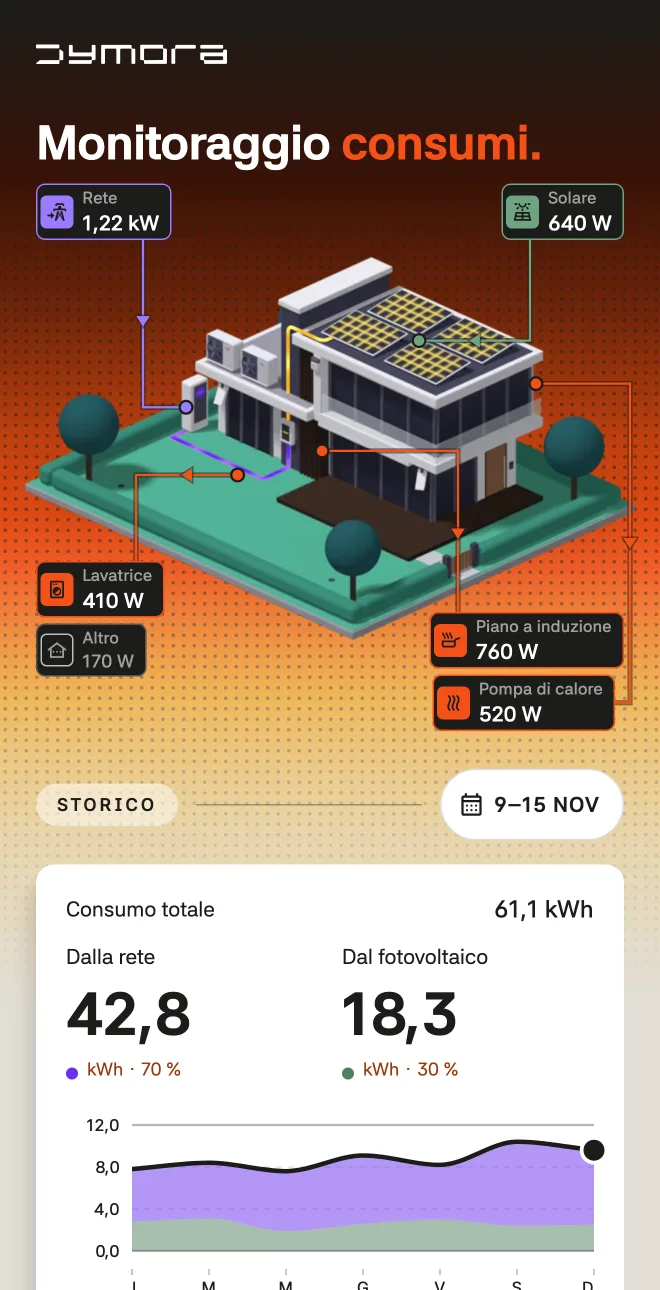 Dymora
Monitoraggio consumi.
Rete
1,22 kW
Solare
640 W
Lavatrice
410 W
Altro
170 W
Piano a induzione
760 W
Pompa di calore
520 W
STORICO
9–15 NOV
Consumo totale
61,1 kWh
Dalla rete
Dal fotovoltaico
42,8
18,3
kWh · 70 %
kWh · 30 %
12,0
8,0
4,0
0,0
L M M G V S D